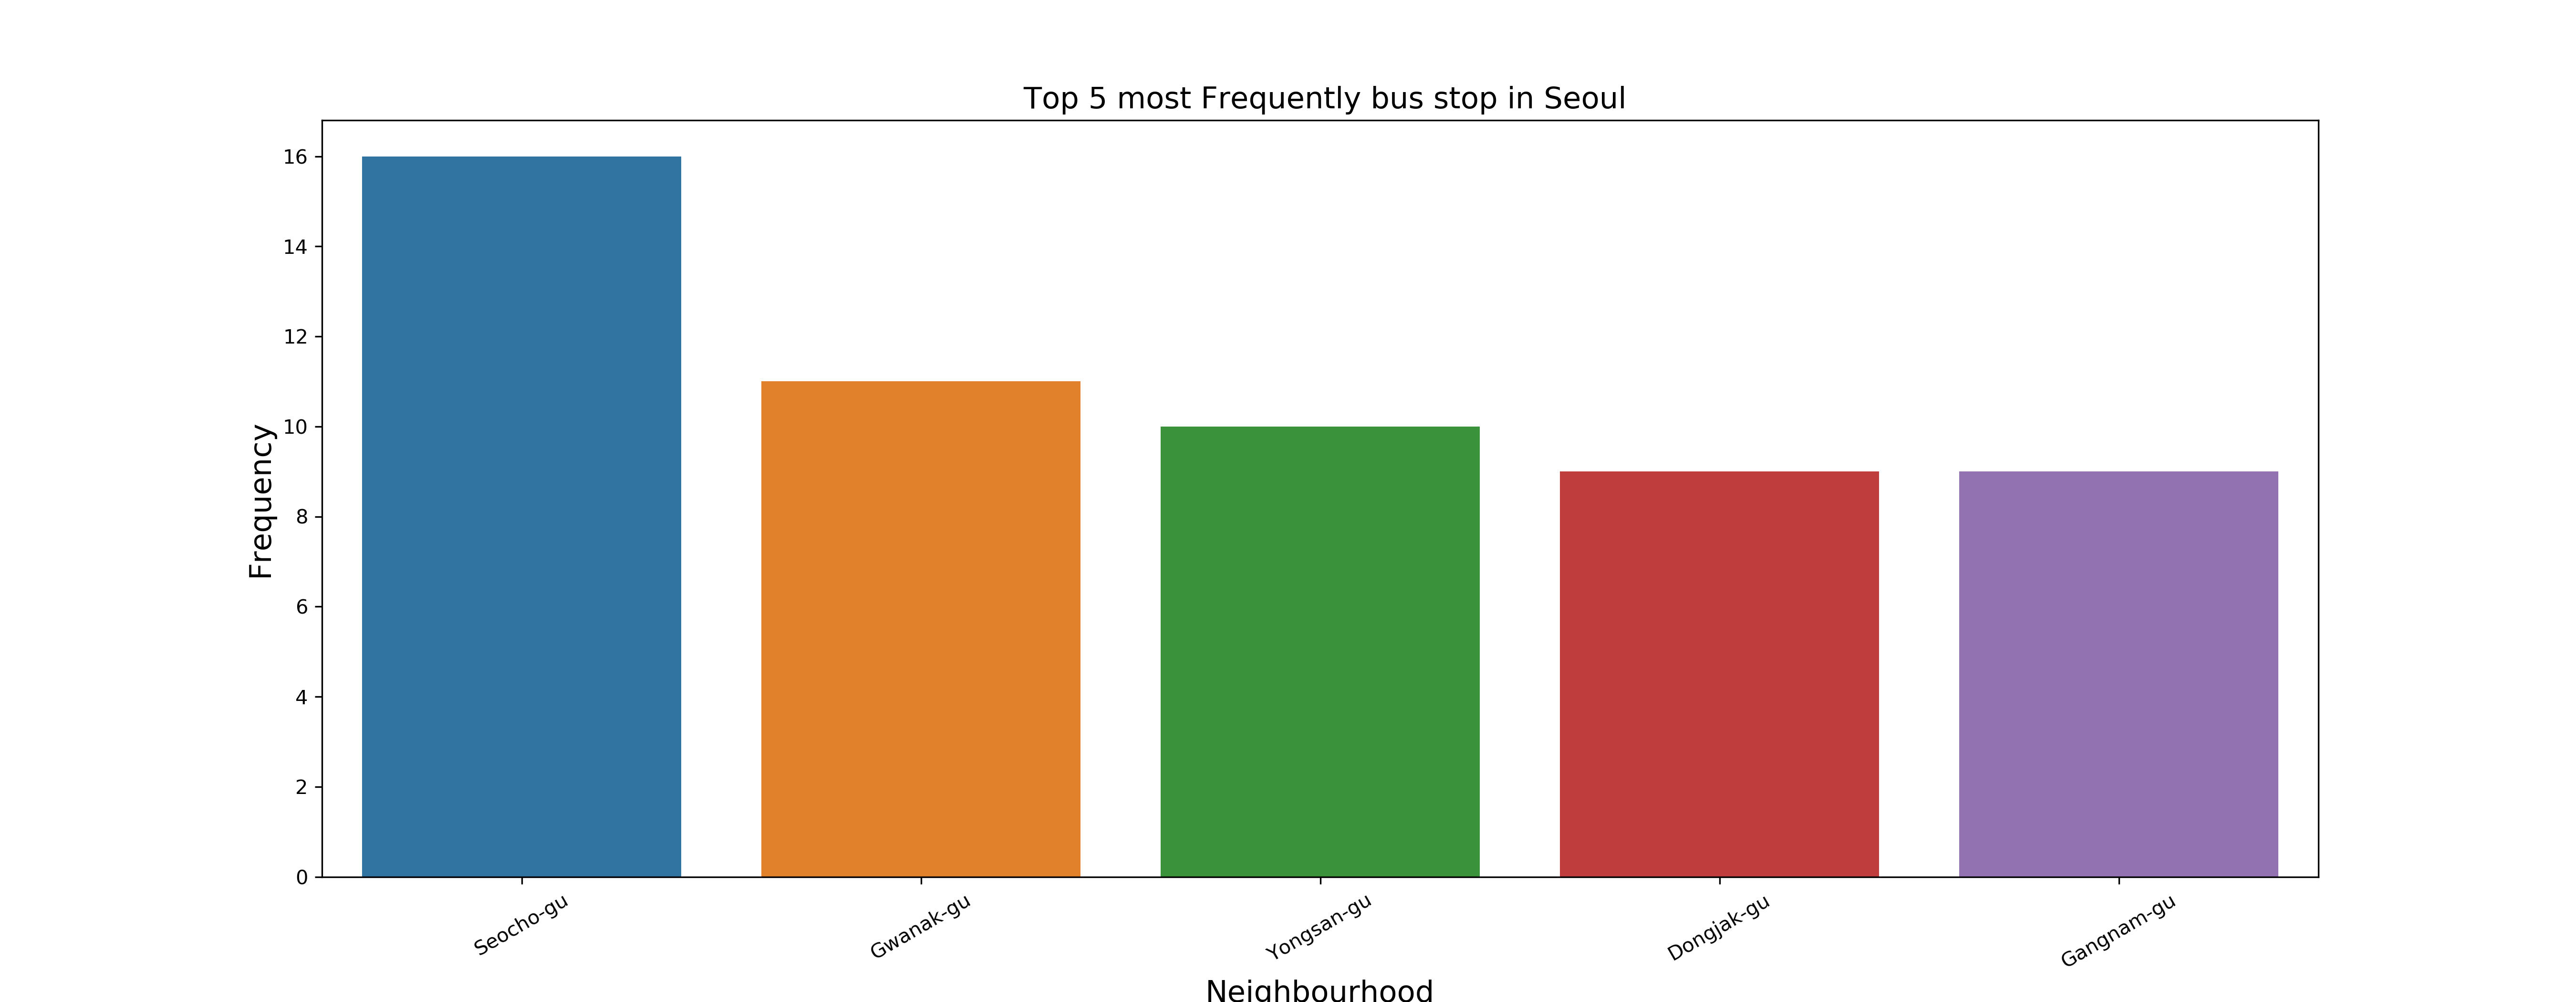 Top 5 most Frequently bus stop in Seoul
16
14
12
10
8
6
4
2
0
Frequency
Seocho-gu
Gwanak-gu
Yongsan-gu
Dongjak-gu
Gangnam-gu
Neighbourhood